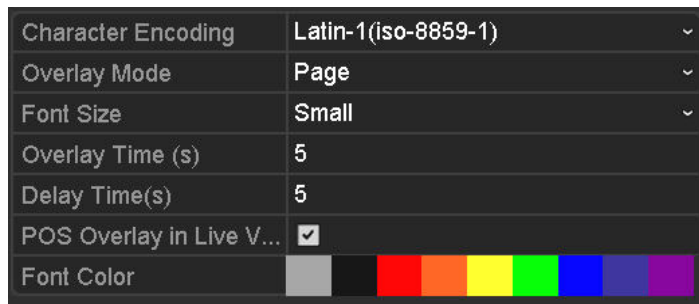 Character Encoding Latin-1(iso-8859-1)
Overlay Mode Page
Font Size Small
Overlay Time (s) 5
Delay Time(s) 5
POS Overlay in Live V...
Font Color